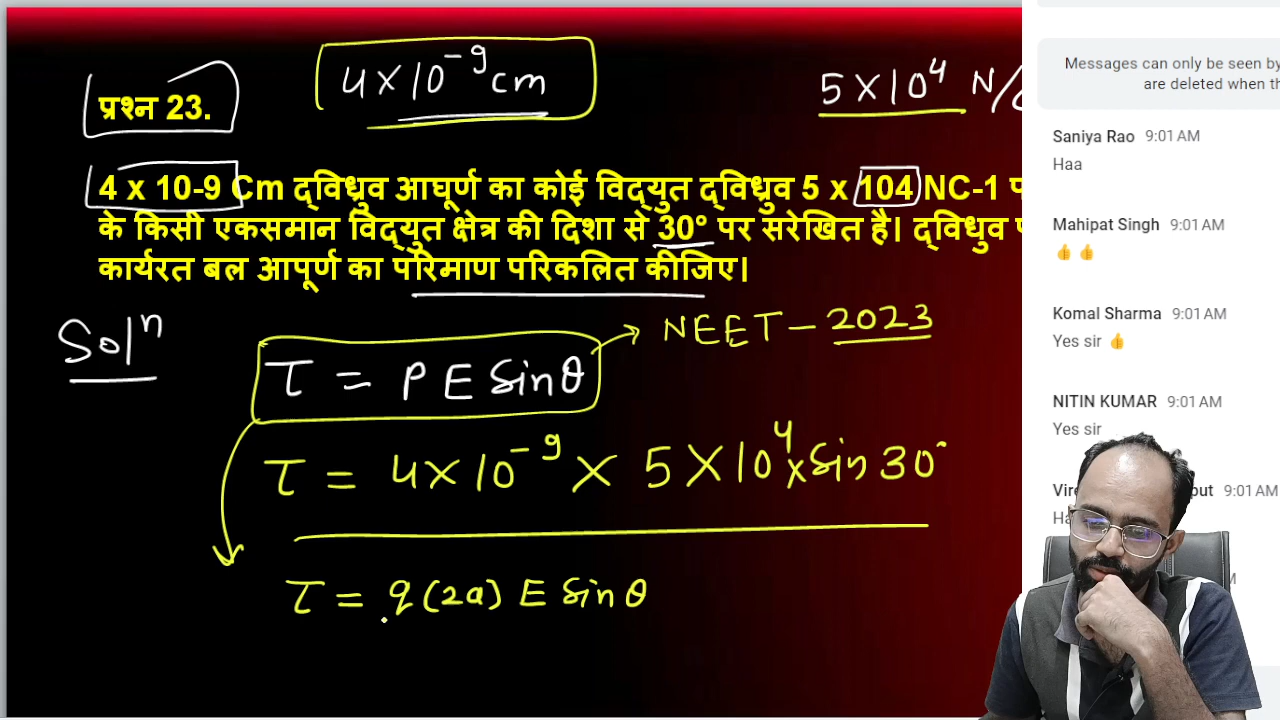 4×10⁻⁹ cm
5×10⁴ N/
प्रश्न 23.
4 x 10-9 Cm द्विध्रुव आघूर्ण का कोई विद्युत द्विध्रुव 5 x 104 NC-1
के किसी एकसमान विद्युत क्षेत्र की दिशा से 30° पर सरेखित है। द्विध्रुव
कार्यरत बल आपूर्ण का परिमाण परिकलित कीजिए।
Solⁿ
NEET – 2023
τ = P E Sinθ
τ = 4×10⁻⁹ × 5×10⁴ × Sin 30°
τ = q (2a) E Sinθ
Messages can only be seen by
are deleted when th
Saniya Rao 9:01 AM
Haa
Mahipat Singh 9:01 AM
👍 👍
Komal Sharma 9:01 AM
Yes sir 👍
NITIN KUMAR 9:01 AM
Yes sir
9:01 AM